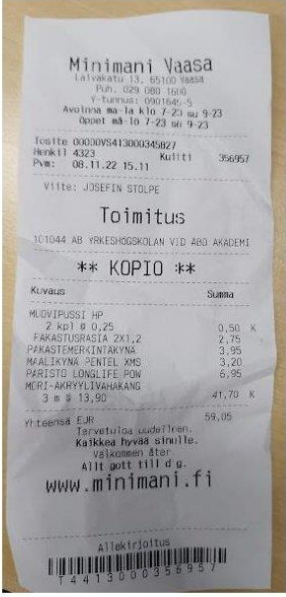 Minimani Vaasa
Laivakatu 13, 65100 Vaasa
Puh. 029 080 1600
Y-tunnus: 0901645-5
Avoinna ma-la klo 7-23 su 9-23
Öppet må-lö 7-23 sö 9-23
Tosite 00000VS413000345827
Henkil 4323 Kuitti 356957
Pvm: 08.11.22 15.11
Viite: JOSEFIN STOLPE
Toimitus
101044 AB YRKESHÖGSKOLAN VID ÅBO AKADEMI
** KOPIO **
Kuvaus Summa
MUOVIPUSSI HP
2 kpl @ 0,25 0,50 K
PAKASTUSRASIA 2X1,2 2,75
PAKASTEMERKINTÄKYNÄ 3,95
MAALIKYNÄ PENTEL XMS 3,20
PARISTO LONGLIFE POW 6,95
MORI-AKRYYLIVAHAKANG
3 m @ 13,90 41,70 K
Yhteensä EUR 59,05
Tervetuloa uudelleen.
Kaikkea hyvää sinulle.
Välkommen åter
Allt gott till dig.
www.minimani.fi
Allekirjoitus
T4413000356957